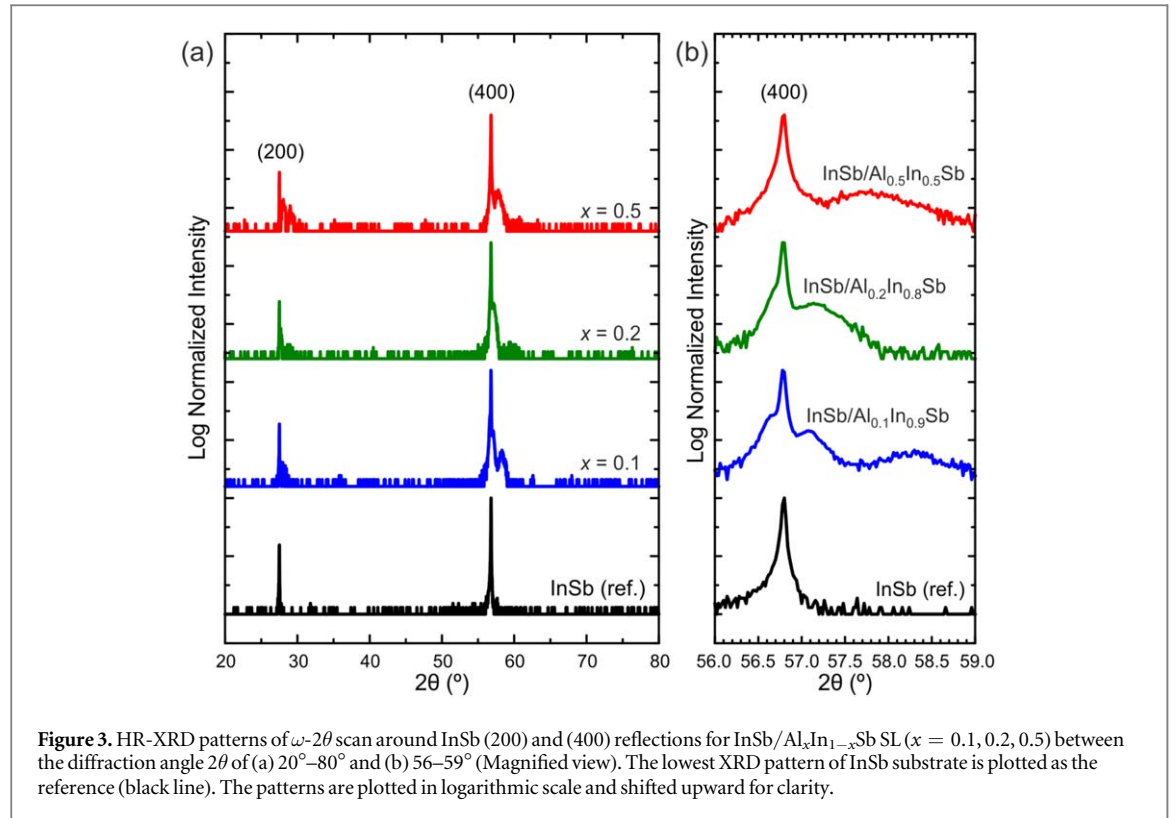 (a)
(200)
(400)
x = 0.5
x = 0.2
x = 0.1
InSb (ref.)
Log Normalized Intensity
20 30 40 50 60 70 80
2θ (º)
(b)
(400)
InSb/Al0.5In0.5Sb
InSb/Al0.2In0.8Sb
InSb/Al0.1In0.9Sb
InSb (ref.)
Log Normalized Intensity
56.0 56.5 57.0 57.5 58.0 58.5 59.0
2θ (º)
Figure 3. HR-XRD patterns of ω-2θ scan around InSb (200) and (400) reflections for InSb/AlxIn1−xSb SL (x = 0.1, 0.2, 0.5) between
the diffraction angle 2θ of (a) 20°–80° and (b) 56–59° (Magnified view). The lowest XRD pattern of InSb substrate is plotted as the
reference (black line). The patterns are plotted in logarithmic scale and shifted upward for clarity.